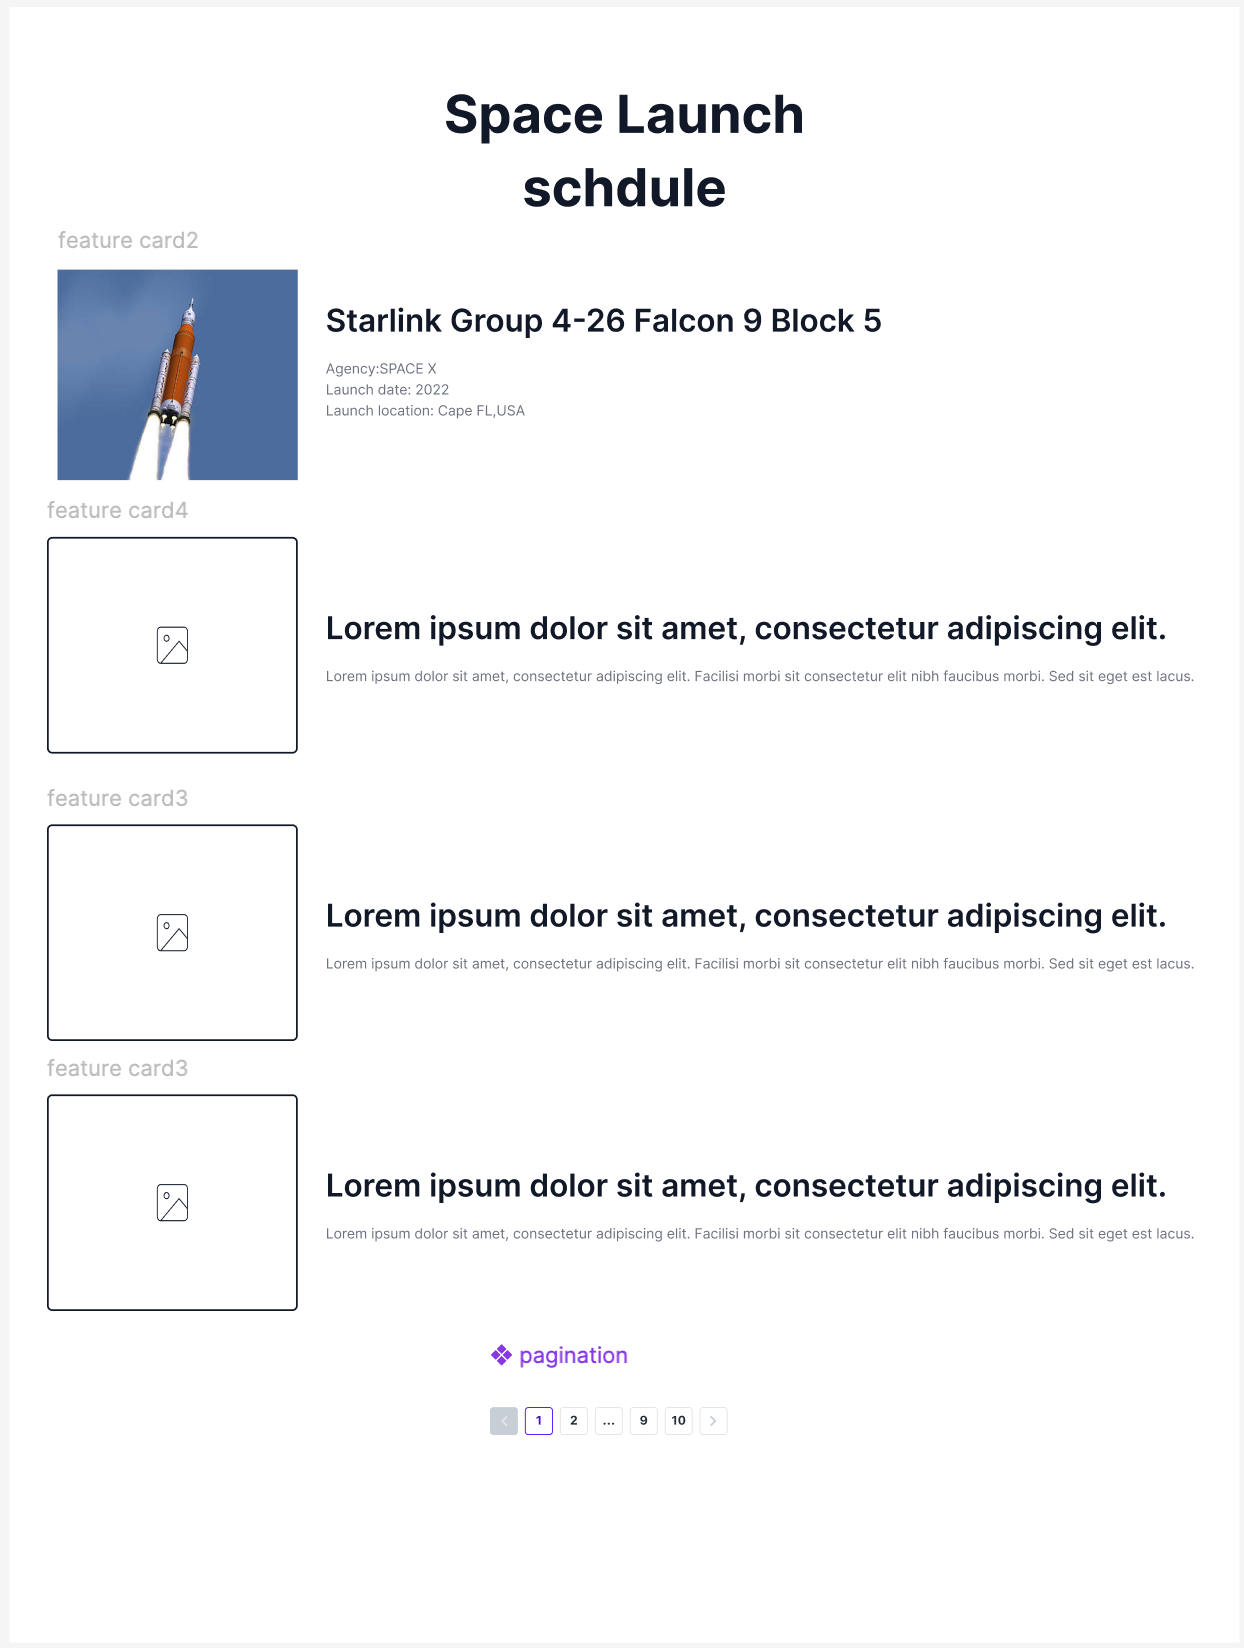 Space Launch
schdule
feature card2
Starlink Group 4-26 Falcon 9 Block 5
Agency:SPACE X
Launch date: 2022
Launch location: Cape FL,USA
feature card4
Lorem ipsum dolor sit amet, consectetur adipiscing elit.
Lorem ipsum dolor sit amet, consectetur adipiscing elit. Facilisi morbi sit consectetur elit nibh faucibus morbi. Sed sit eget est lacus.
feature card3
Lorem ipsum dolor sit amet, consectetur adipiscing elit.
Lorem ipsum dolor sit amet, consectetur adipiscing elit. Facilisi morbi sit consectetur elit nibh faucibus morbi. Sed sit eget est lacus.
feature card3
Lorem ipsum dolor sit amet, consectetur adipiscing elit.
Lorem ipsum dolor sit amet, consectetur adipiscing elit. Facilisi morbi sit consectetur elit nibh faucibus morbi. Sed sit eget est lacus.
pagination
1 2 ... 9 10